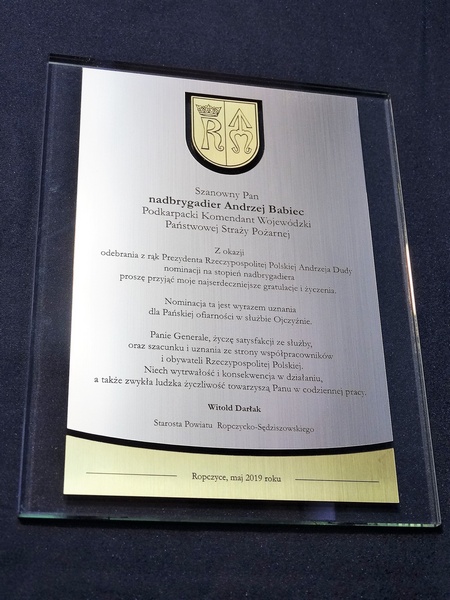 R
Szanowny Pan
nadbrygadier Andrzej Babiec
Podkarpacki Komendant Wojewódzki
Państwowej Straży Pożarnej
Z okazji
odebrania z rąk Prezydenta Rzeczypospolitej Polskiej Andrzeja Dudy
nominacji na stopień nadbrygadiera
proszę przyjąć moje najserdeczniejsze gratulacje i życzenia.
Nominacja ta jest wyrazem uznania
dla Pańskiej ofiarności w służbie Ojczyźnie.
Panie Generale, życzę satysfakcji ze służby,
oraz szacunku i uznania ze strony współpracowników
i obywateli Rzeczypospolitej Polskiej.
Niech wytrwałość i konsekwencja w działaniu,
a także zwykła ludzka życzliwość towarzyszą Panu w codziennej pracy.
Witold Darłak
Starosta Powiatu Ropczycko-Sędziszowskiego
Ropczyce, maj 2019 roku